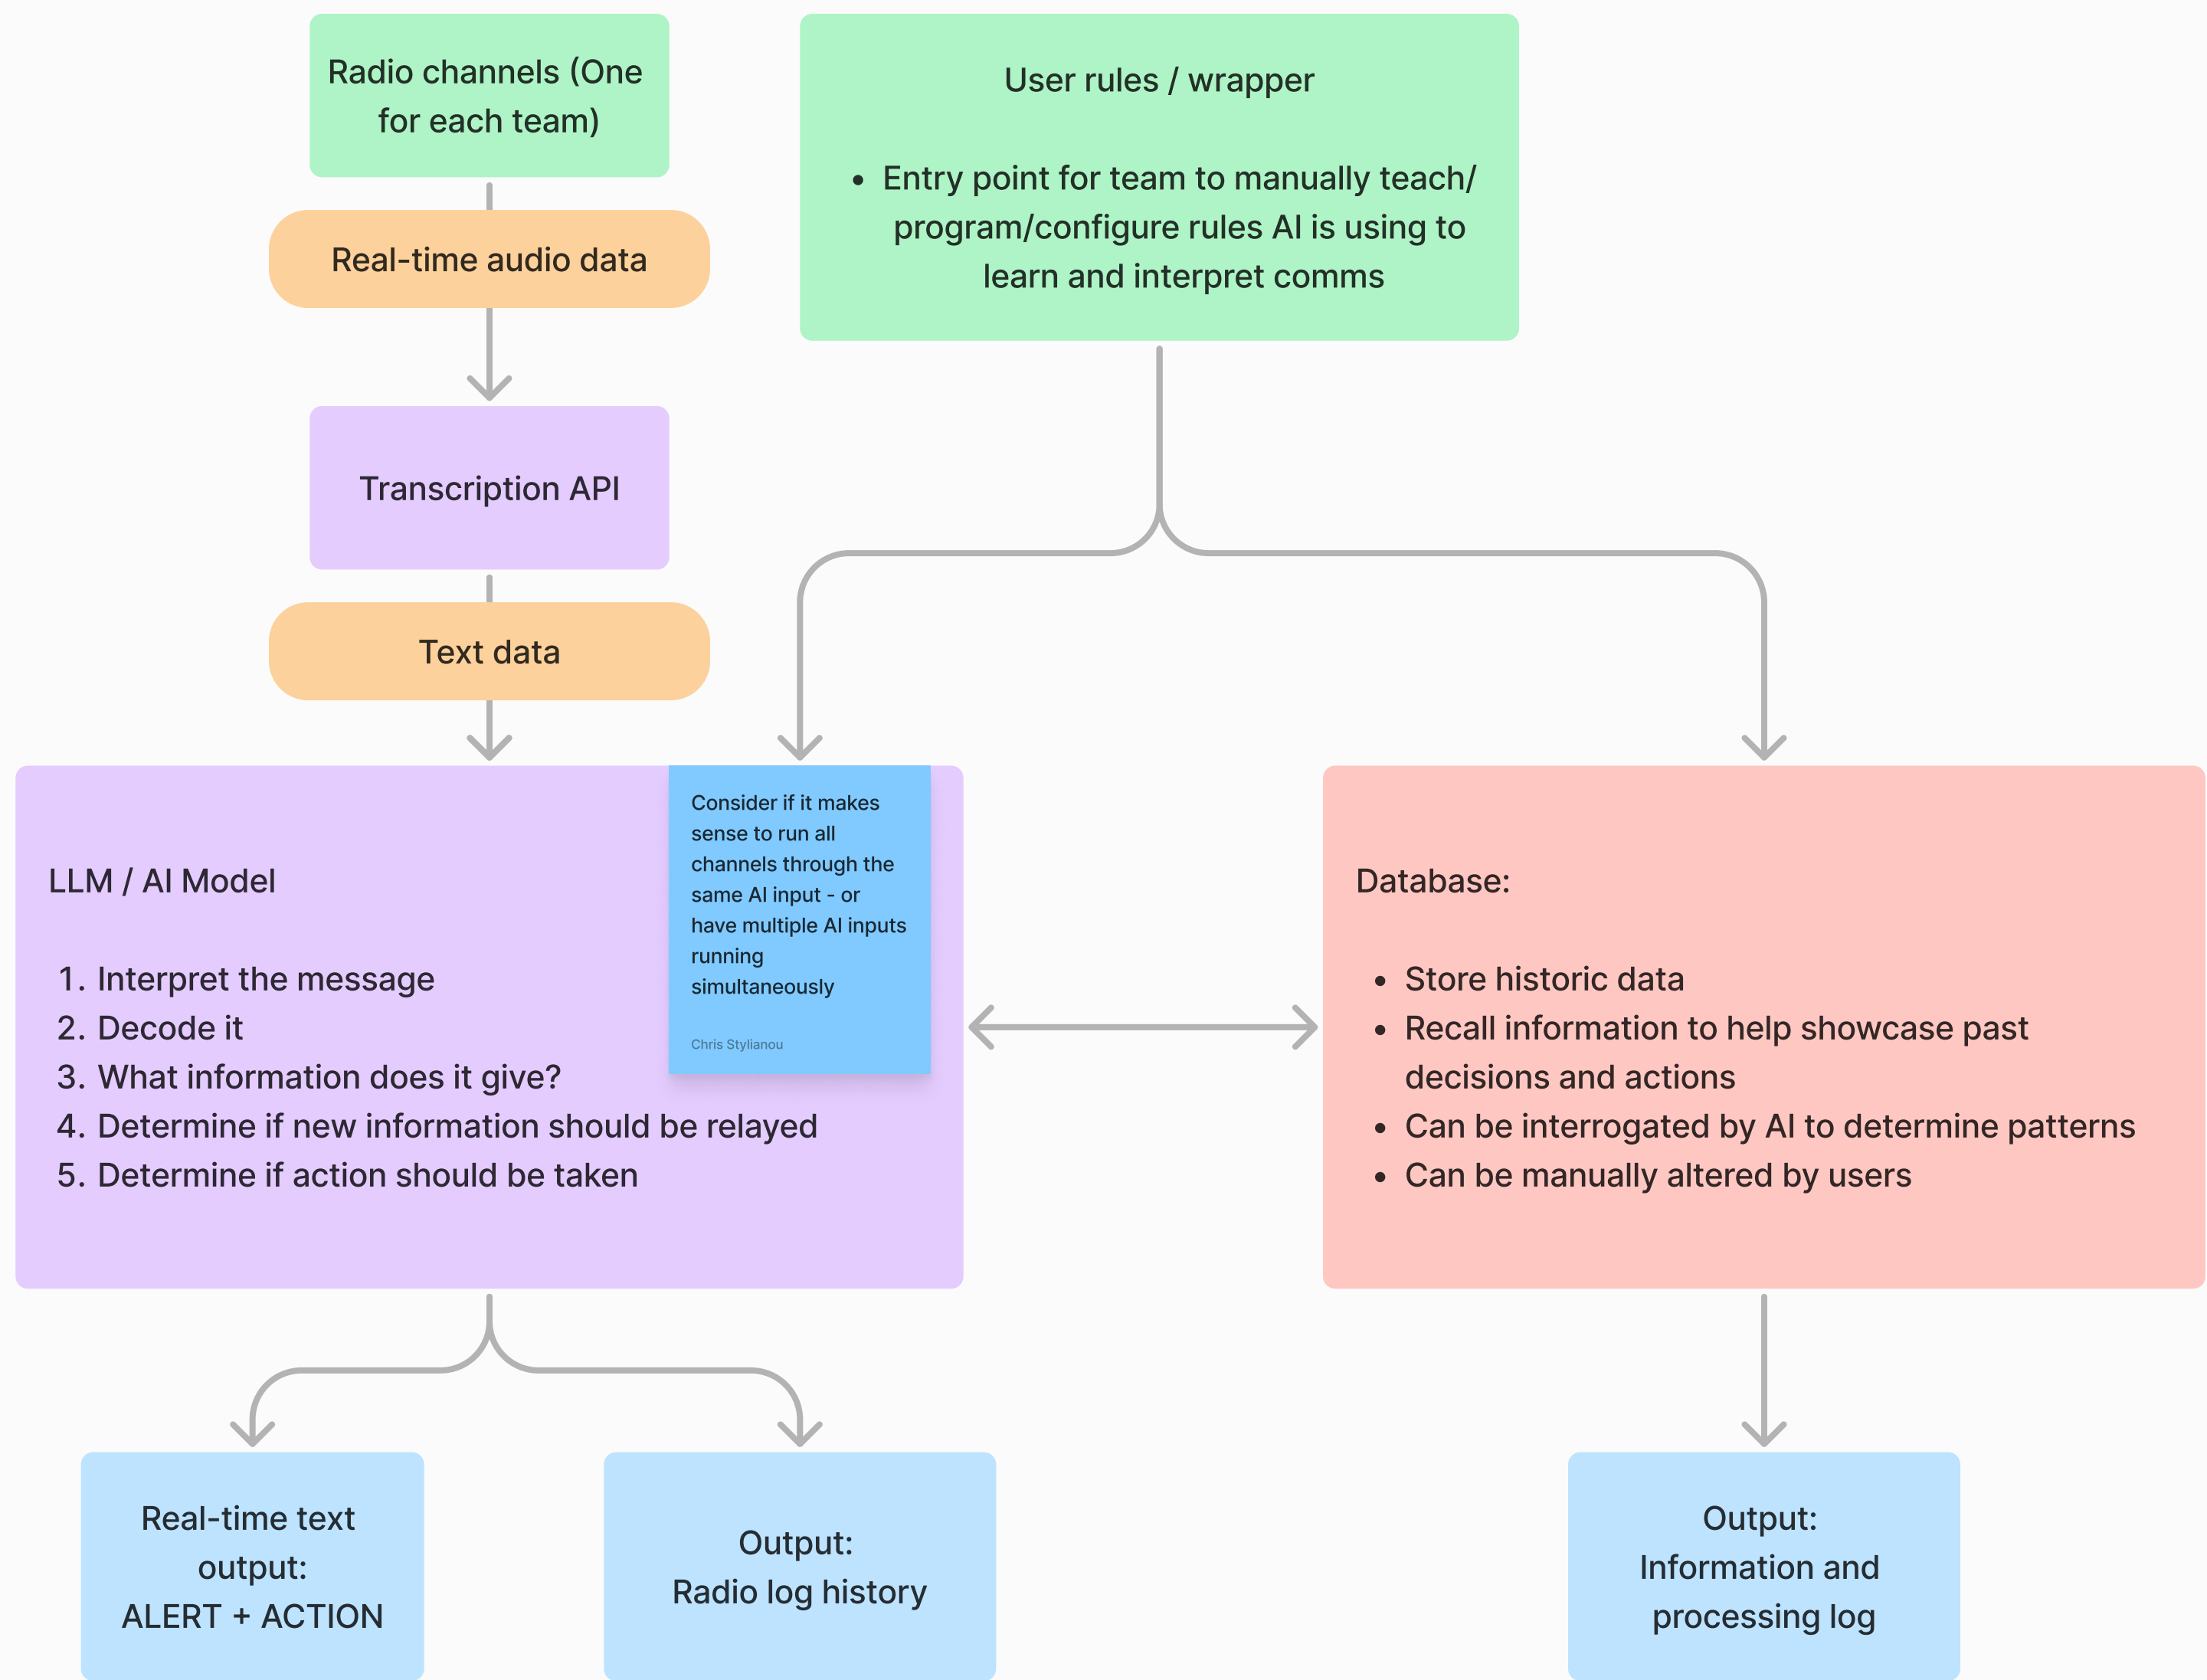 Radio channels (One
for each team)
User rules / wrapper
• Entry point for team to manually teach/
program/configure rules AI is using to
learn and interpret comms
Real-time audio data
Transcription API
Text data
LLM / AI Model
1. Interpret the message
2. Decode it
3. What information does it give?
4. Determine if new information should be relayed
5. Determine if action should be taken
Consider if it makes
sense to run all
channels through the
same AI input - or
have multiple AI inputs
running
simultaneously
Chris Stylianou
Database:
• Store historic data
• Recall information to help showcase past
decisions and actions
• Can be interrogated by AI to determine patterns
• Can be manually altered by users
Real-time text
output:
ALERT + ACTION
Output:
Radio log history
Output:
Information and
processing log